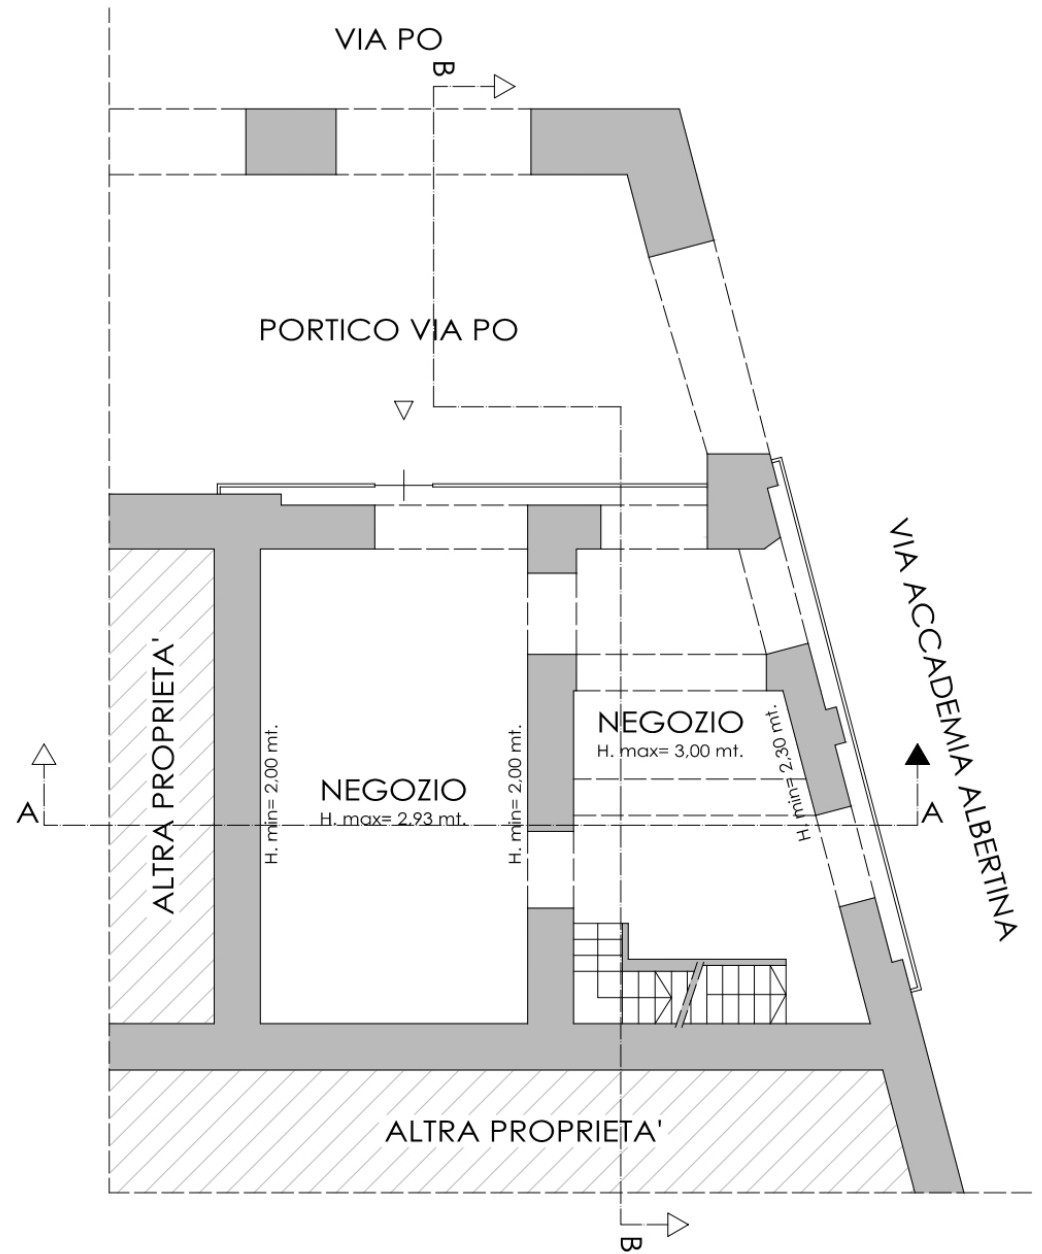 VIA PO
B
PORTICO VIA PO
VIA ACCADEMIA ALBERTINA
ALTRA PROPRIETA'
H. min= 2,00 mt.
NEGOZIO
H. max= 2,93 mt.
H. min= 2,00 mt.
NEGOZIO
H. max= 3,00 mt.
H. min= 2,30 mt.
A
A
ALTRA PROPRIETA'
B